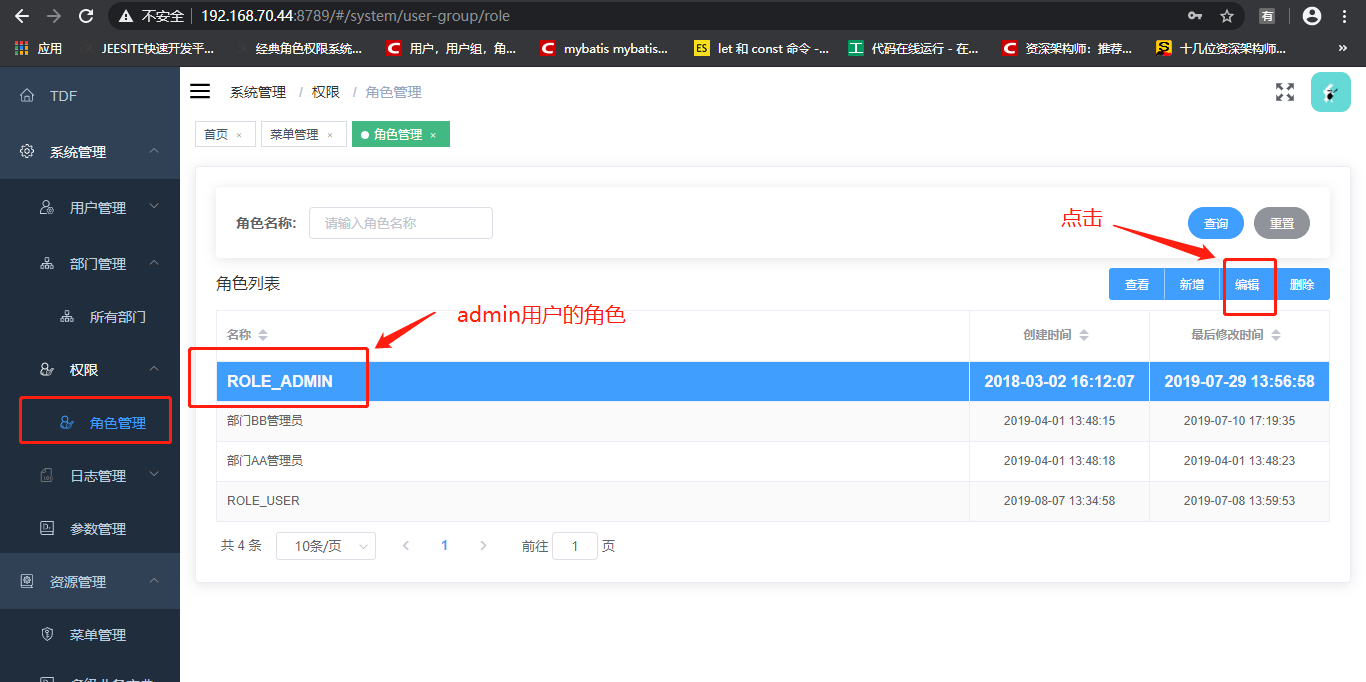 不安全 192.168.70.44:8789/#/system/user-group/role 有
应用 JEESITE快速开发平... 经典角色权限系统... 用户，用户组，角... mybatis mybatis... let 和 const 命令 -... 代码在线运行 - 在... 资深架构师：推荐... 十几位资深架构师... »
TDF
系统管理 / 权限 / 角色管理
首页 × 菜单管理 × 角色管理 ×
系统管理
用户管理
部门管理
所有部门
权限
角色管理
日志管理
参数管理
资源管理
菜单管理
角色名称: 请输入角色名称 查询 重置
点击
角色列表 查看 新增 编辑 删除
admin用户的角色
名称 创建时间 最后修改时间
ROLE_ADMIN 2018-03-02 16:12:07 2019-07-29 13:56:58
部门BB管理员 2019-04-01 13:48:15 2019-07-10 17:19:35
部门AA管理员 2019-04-01 13:48:18 2019-04-01 13:48:23
ROLE_USER 2019-08-07 13:34:58 2019-07-08 13:59:53
共 4 条 10条/页 1 前往 1 页